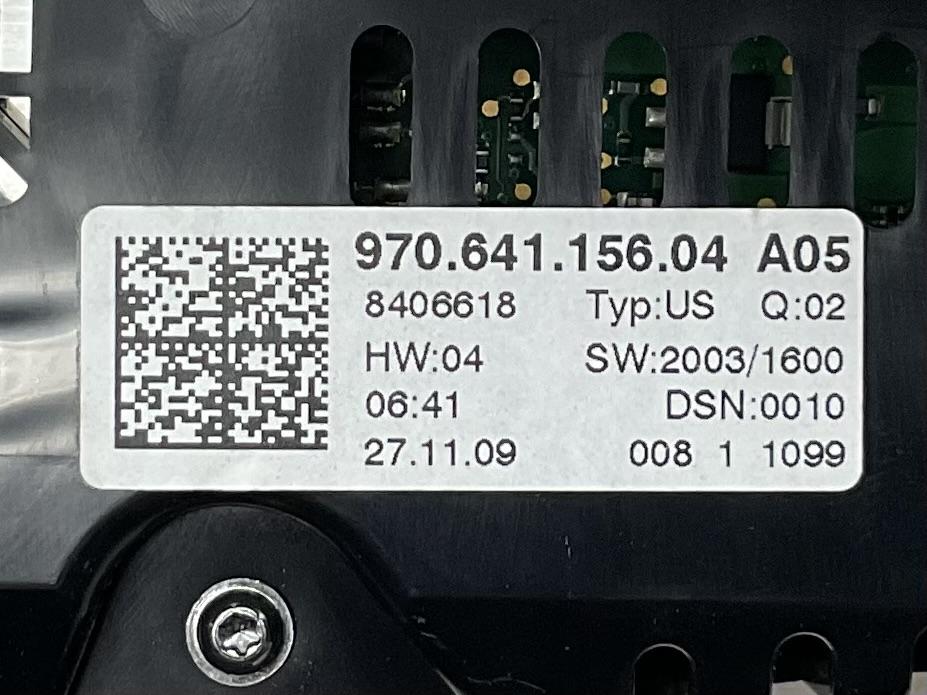 970.641.156.04 A05
8406618 Typ:US Q:02
HW:04 SW:2003/1600
06:41 DSN:0010
27.11.09 008 1 1099